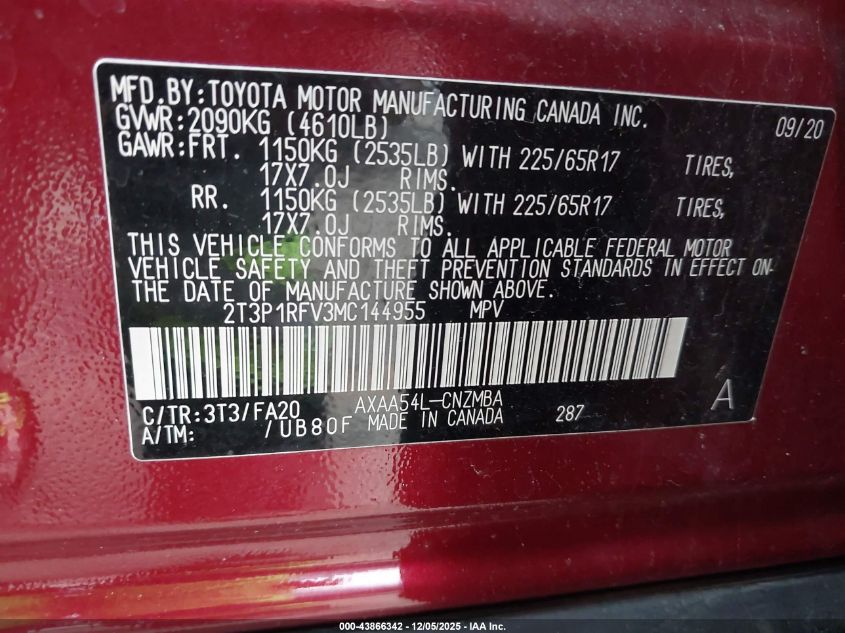 MFD.BY:TOYOTA MOTOR MANUFACTURING CANADA INC. 09/20
GVWR:2090KG (4610LB)
GAWR:FRT. 1150KG (2535LB) WITH 225/65R17 TIRES,
17X7.0J RIMS.
RR. 1150KG (2535LB) WITH 225/65R17 TIRES,
17X7.0J RIMS.
THIS VEHICLE CONFORMS TO ALL APPLICABLE FEDERAL MOTOR
VEHICLE SAFETY AND THEFT PREVENTION STANDARDS IN EFFECT ON
THE DATE OF MANUFACTURE SHOWN ABOVE.
2T3P1RFV3MC144955 MPV
C/TR:3T3/FA20 AXAA54L-CNZMBA A
A/TM: /UB80F MADE IN CANADA 287
000-43866342 - 12/05/2025 - IAA Inc.